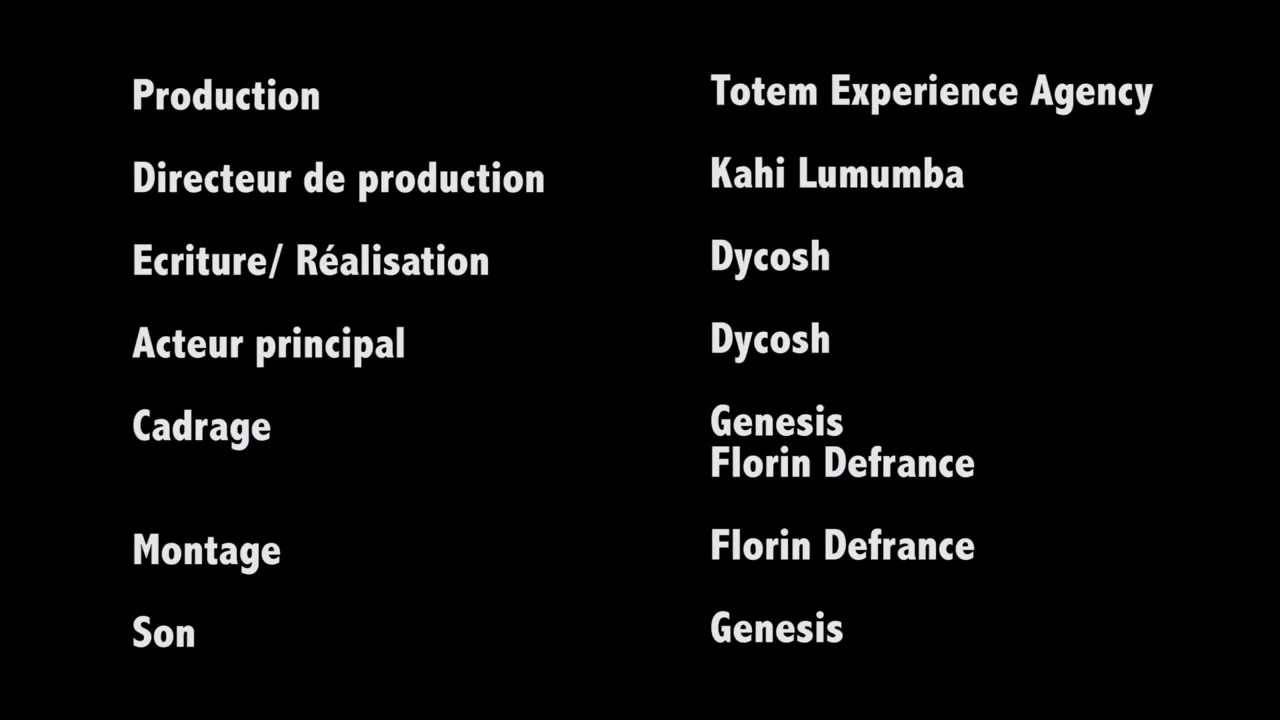 Production Totem Experience Agency
Directeur de production Kahi Lumumba
Ecriture/ Réalisation Dycosh
Acteur principal Dycosh
Cadrage Genesis
Florin Defrance
Montage Florin Defrance
Son Genesis